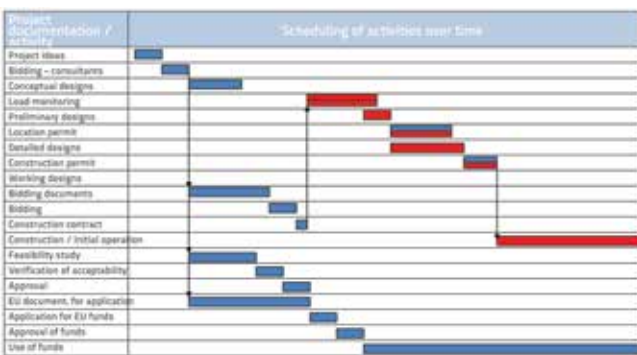 Project
documentation /
activity
Scheduling of activities over time
Project ideas
Bidding – consultants
Conceptual designs
Load monitoring
Preliminary designs
Location permit
Detailed designs
Construction permit
Working designs
Bidding documents
Bidding
Construction contract
Construction / Initial operation
Feasibility study
Verification of acceptability
Approval
EU document. for application
Application for EU funds
Approval of funds
Use of funds